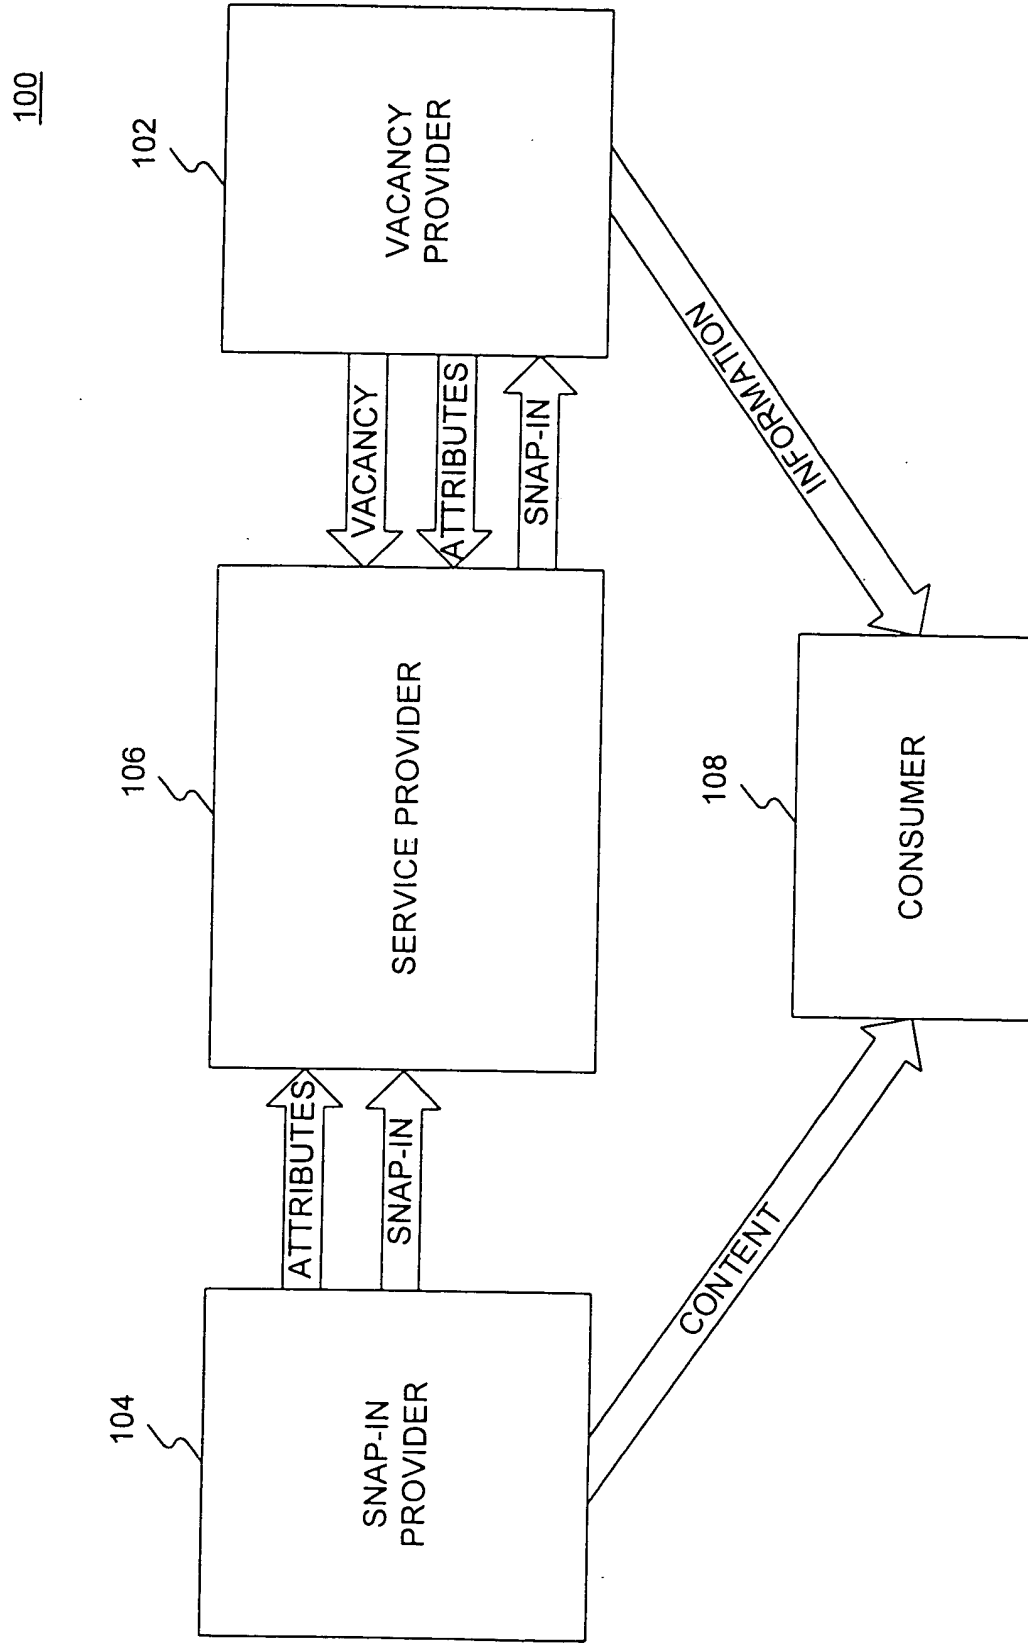 100
104
106
102
SNAP-IN
PROVIDER
ATTRIBUTES
SNAP-IN
SERVICE PROVIDER
VACANCY
ATTRIBUTES
SNAP-IN
VACANCY
PROVIDER
CONTENT
INFORMATION
108
CONSUMER